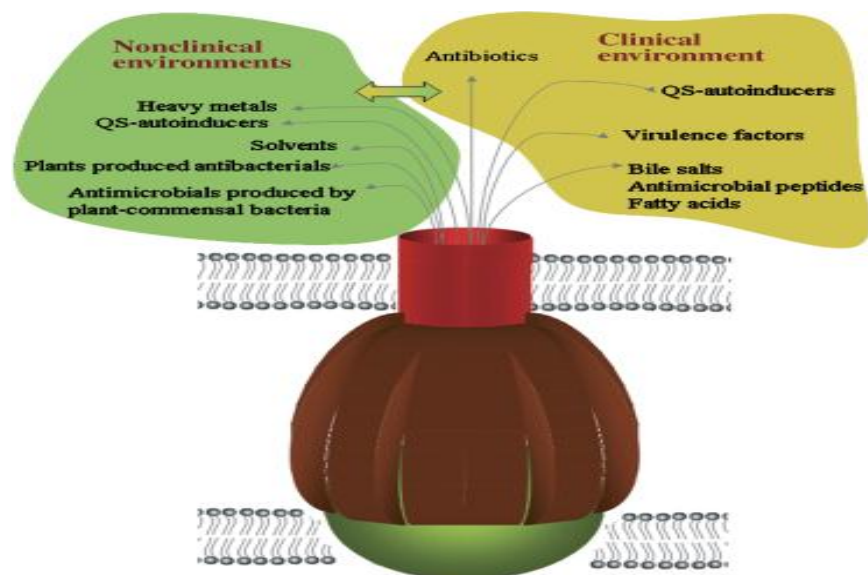 Nonclinical
environments
Heavy metals
QS-autoinducers
Solvents
Plants produced antibacterials
Antimicrobials produced by
plant-commensal bacteria
Antibiotics
Clinical
environment
QS-autoinducers
Virulence factors
Bile salts
Antimicrobial peptides
Fatty acids